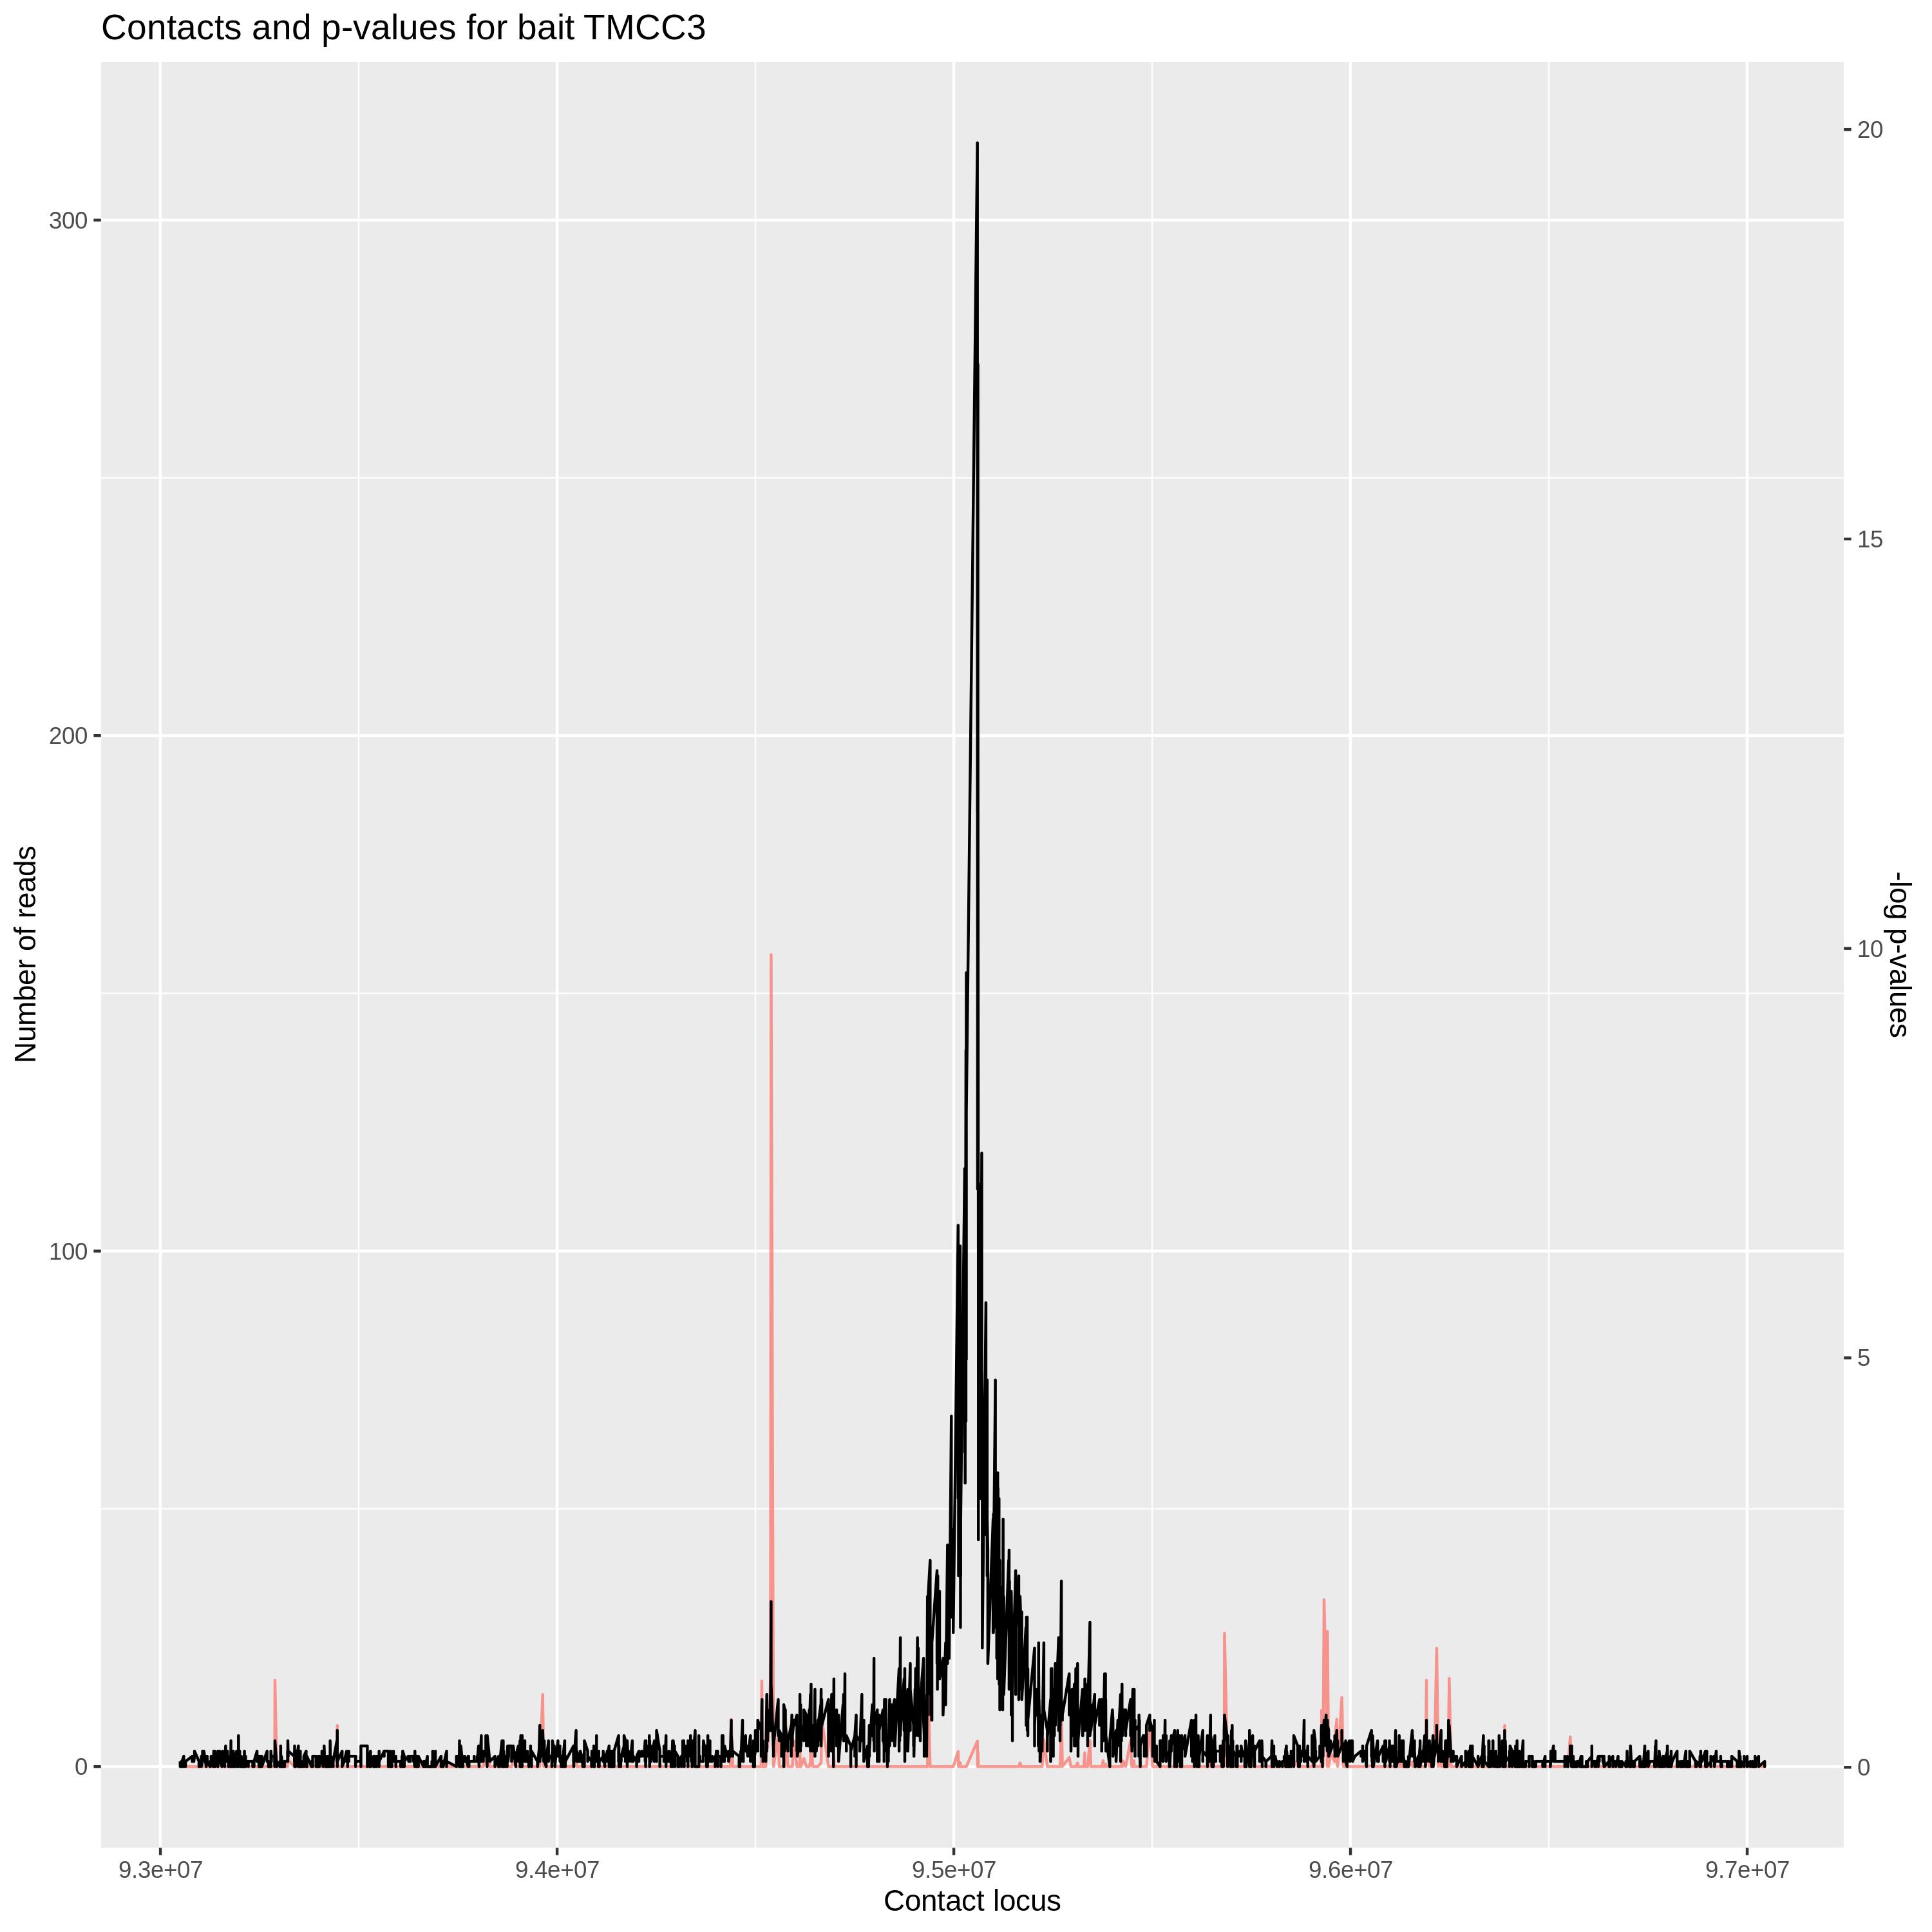 Contacts and p-values for bait TMCC3
300
200
100
0
Number of reads
20
15
10
5
0
-log p-values
9.3e+07
9.4e+07
9.5e+07
9.6e+07
9.7e+07
Contact locus